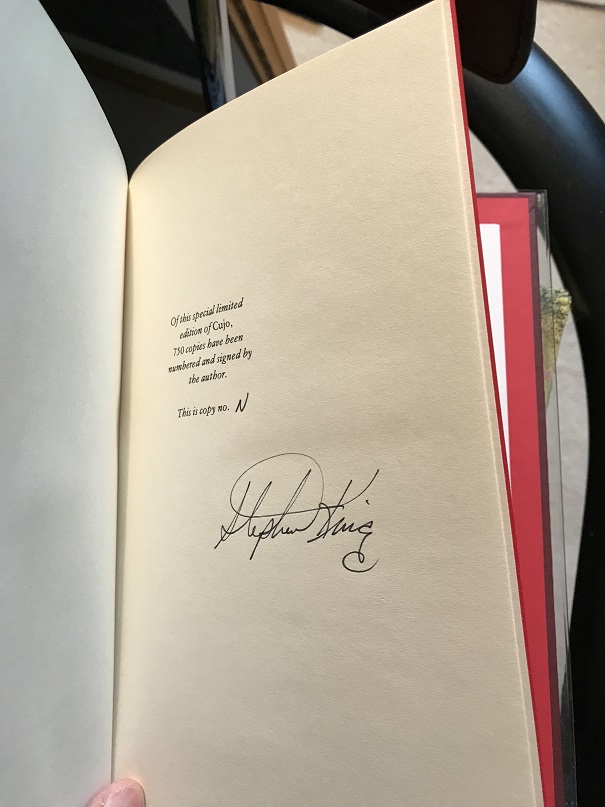 Of this special limited
edition of Cujo,
750 copies have been
numbered and signed by
the author.
This is copy no. N
Stephen King